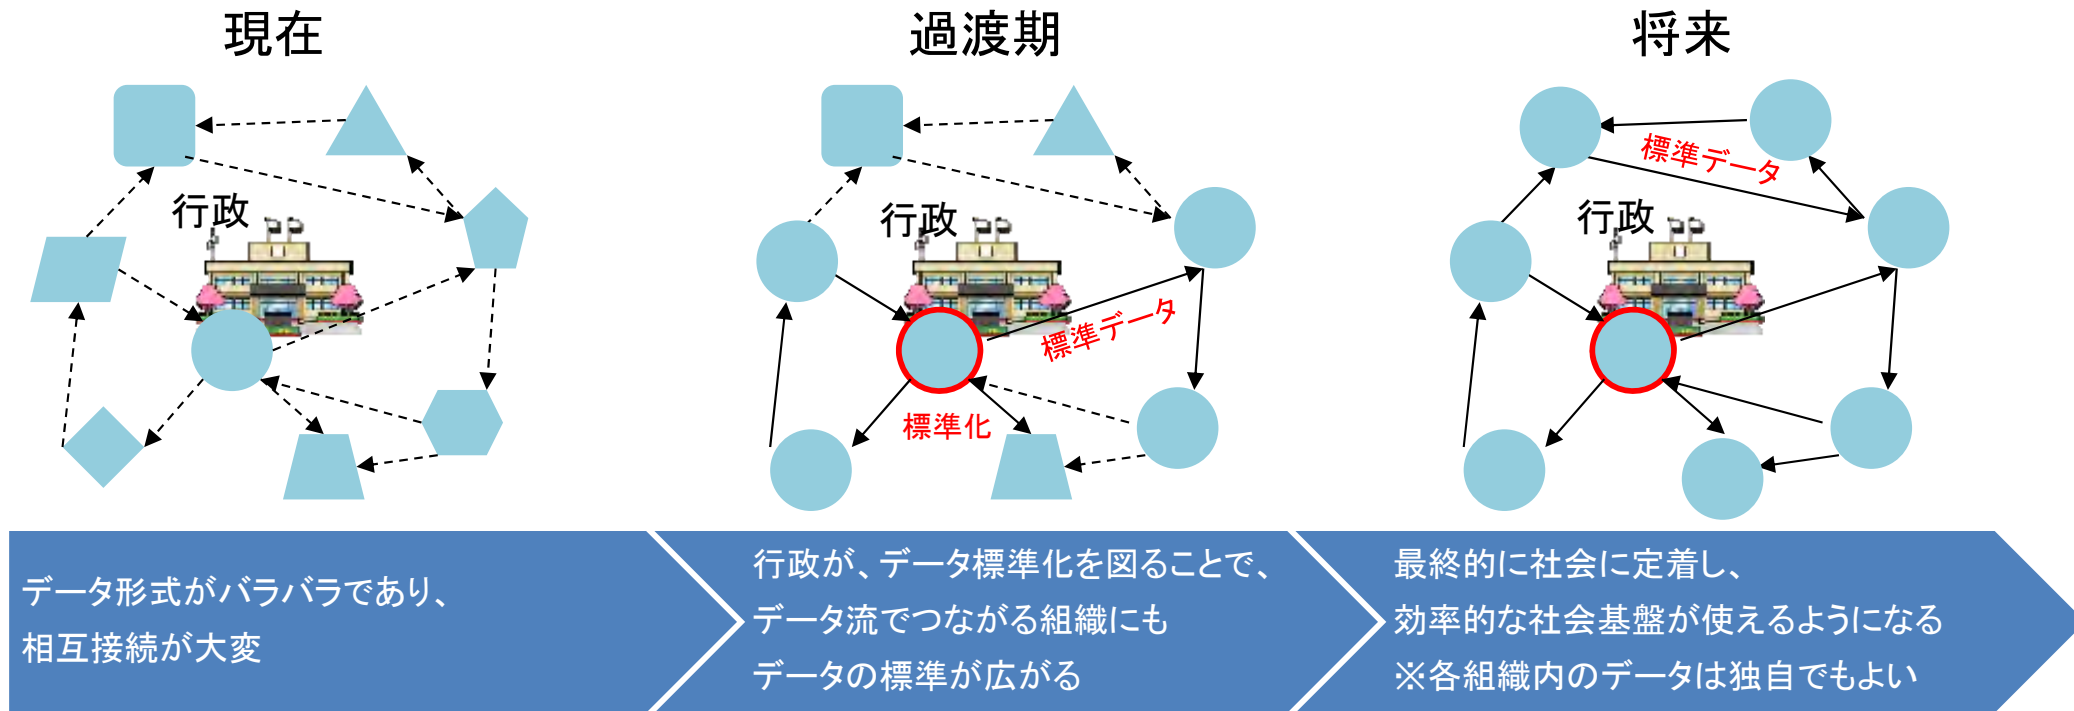 現在
過渡期
将来
行政
行政
標準データ
標準化
標準データ
行政
データ形式がバラバラであり、
相互接続が大変
行政が、データ標準化を図ることで、
データ流でつながる組織にも
データの標準が広がる
最終的に社会に定着し、
効率的な社会基盤が使えるようになる
※各組織内のデータは独自でもよい